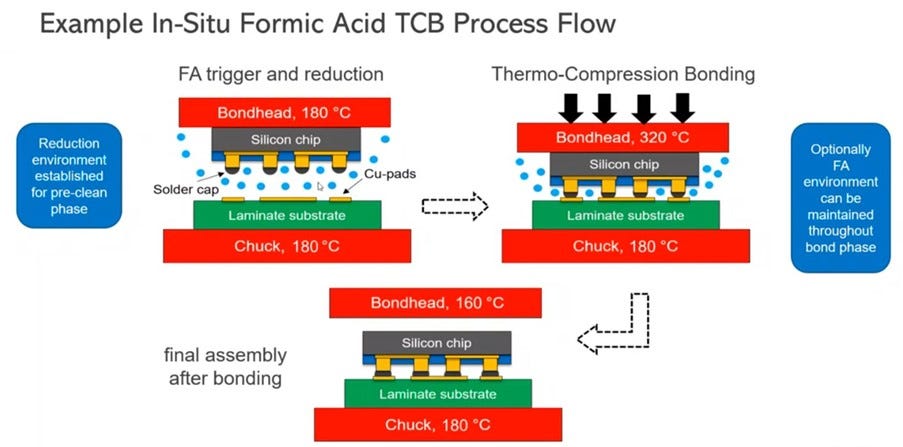 Example In-Situ Formic Acid TCB Process Flow
FA trigger and reduction
Bondhead, 180 °C
Silicon chip
Solder cap
Cu-pads
Laminate substrate
Chuck, 180 °C
Reduction
environment
established
for pre-clean
phase
Thermo-Compression Bonding
Bondhead, 320 °C
Silicon chip
Laminate substrate
Chuck, 180 °C
Optionally
FA
environment
can be
maintained
throughout
bond phase
Bondhead, 160 °C
Silicon chip
Laminate substrate
Chuck, 180 °C
final assembly
after bonding